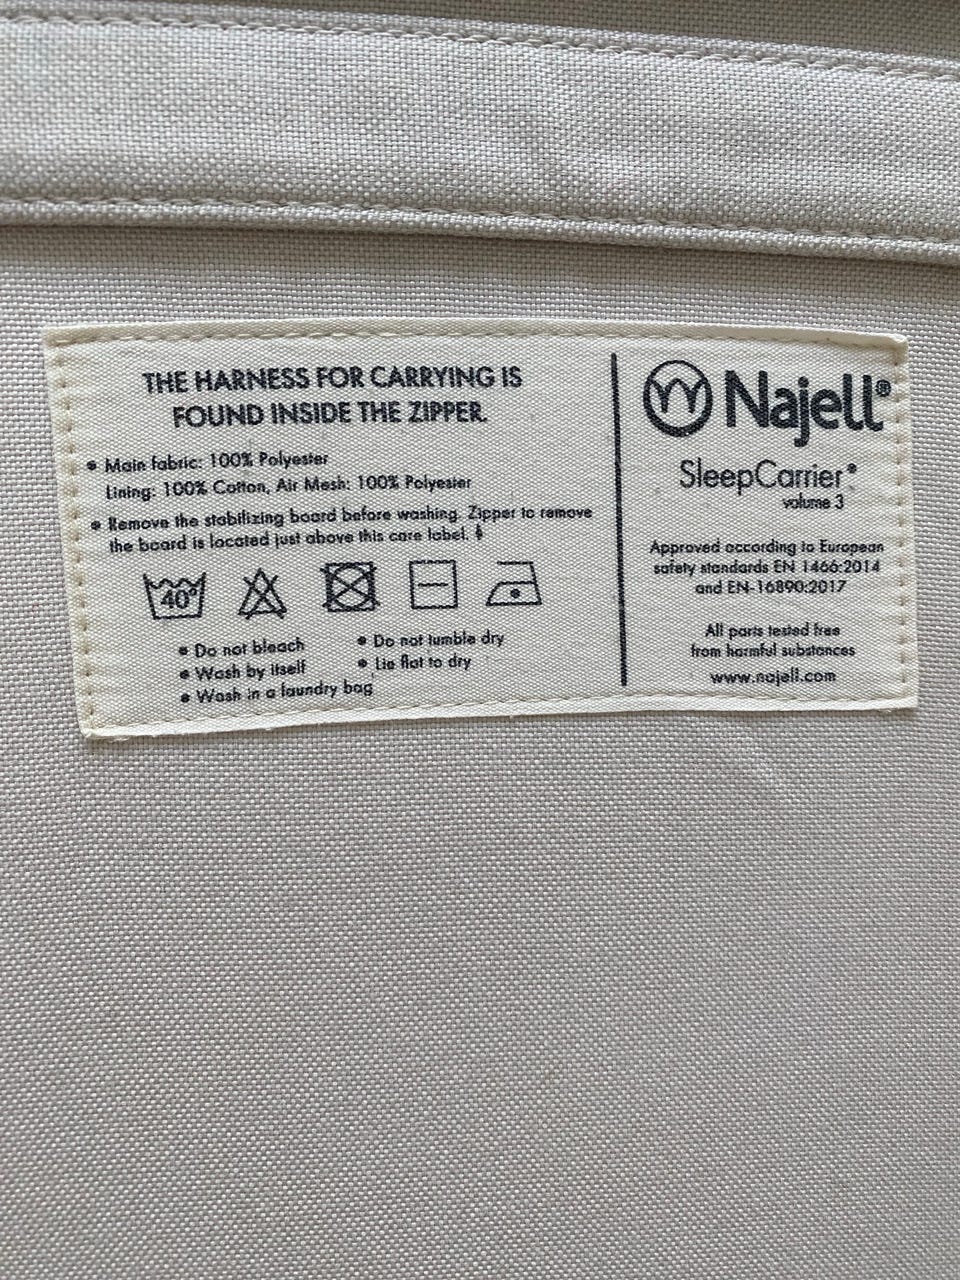 THE HARNESS FOR CARRYING IS
FOUND INSIDE THE ZIPPER.
• Main fabric: 100% Polyester
Lining: 100% Cotton, Air Mesh: 100% Polyester
• Remove the stabilizing board before washing. Zipper to remove
the board is located just above this care label.
40°
• Do not bleach
• Wash by itself
• Wash in a laundry bag
• Do not tumble dry
• Lie flat to dry
Najell®
SleepCarrier®
volume 3
Approved according to European
safety standards EN 1466:2014
and EN-16890:2017
All parts tested free
from harmful substances
www.najell.com